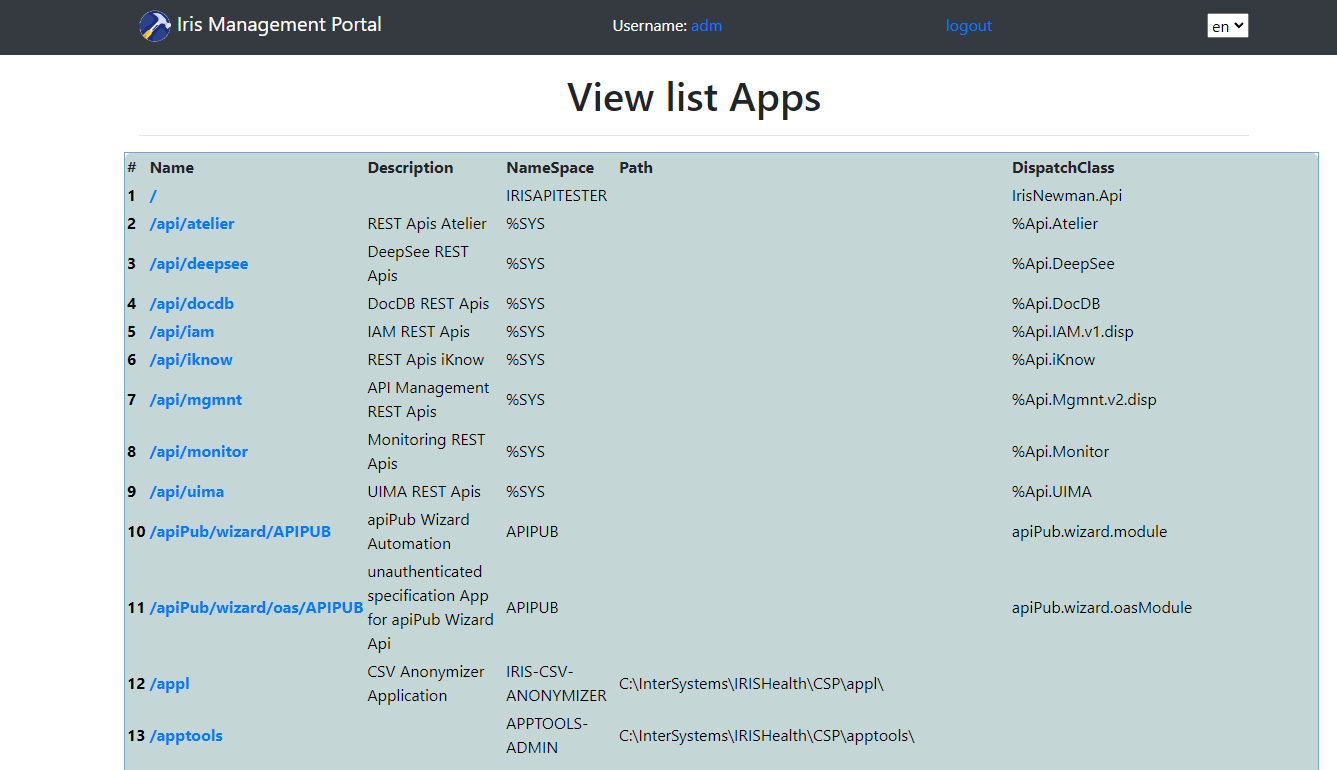 Iris Management Portal Username: adm logout en
View list Apps
# Name Description NameSpace Path DispatchClass
1 / IRISAPITESTER IrisNewman.Api
2 /api/atelier REST Apis Atelier %SYS %Api.Atelier
3 /api/deepsee DeepSee REST Apis %SYS %Api.DeepSee
4 /api/docdb DocDB REST Apis %SYS %Api.DocDB
5 /api/iam IAM REST Apis %SYS %Api.IAM.v1.disp
6 /api/iknow REST Apis iKnow %SYS %Api.iKnow
7 /api/mgmnt API Management REST Apis %SYS %Api.Mgmnt.v2.disp
8 /api/monitor Monitoring REST Apis %SYS %Api.Monitor
9 /api/uima UIMA REST Apis %SYS %Api.UIMA
10 /apiPub/wizard/APIPUB apiPub Wizard Automation APIPUB apiPub.wizard.module
11 /apiPub/wizard/oas/APIPUB unauthenticated specification App for apiPub Wizard Api APIPUB apiPub.wizard.oasModule
12 /appl CSV Anonymizer Application IRIS-CSV-ANONYMIZER C:\InterSystems\IRISHealth\CSP\appl\
13 /apptools APPTOOLS-ADMIN C:\InterSystems\IRISHealth\CSP\apptools\